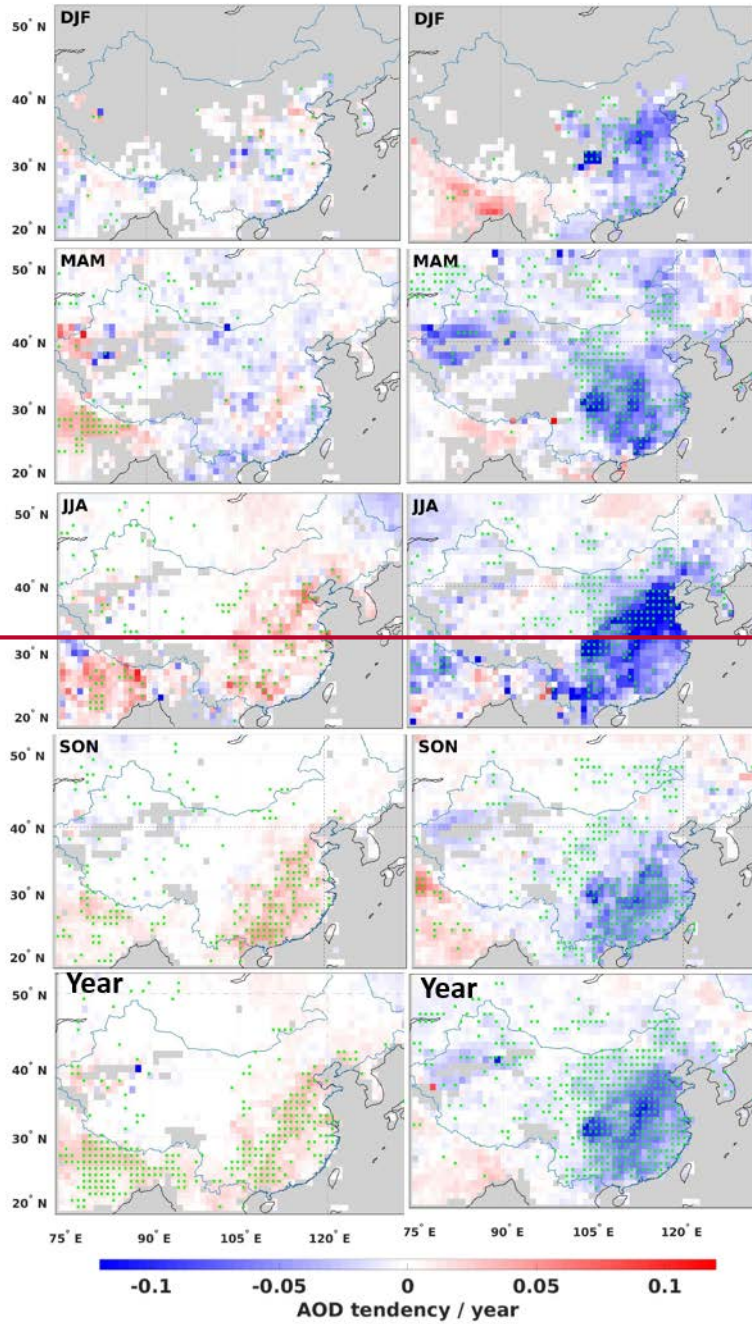 DJF
DJF
50° N
40° N
30° N
20° N
MAM
MAM
50° N
40° N
30° N
20° N
JJA
JJA
50° N
40° N
30° N
20° N
SON
SON
50° N
40° N
30° N
20° N
Year
Year
50° N
40° N
30° N
20° N
75° E 90° E 105° E 120° E 75° E 90° E 105° E 120° E
-0.1 -0.05 0 0.05 0.1
AOD tendency / year